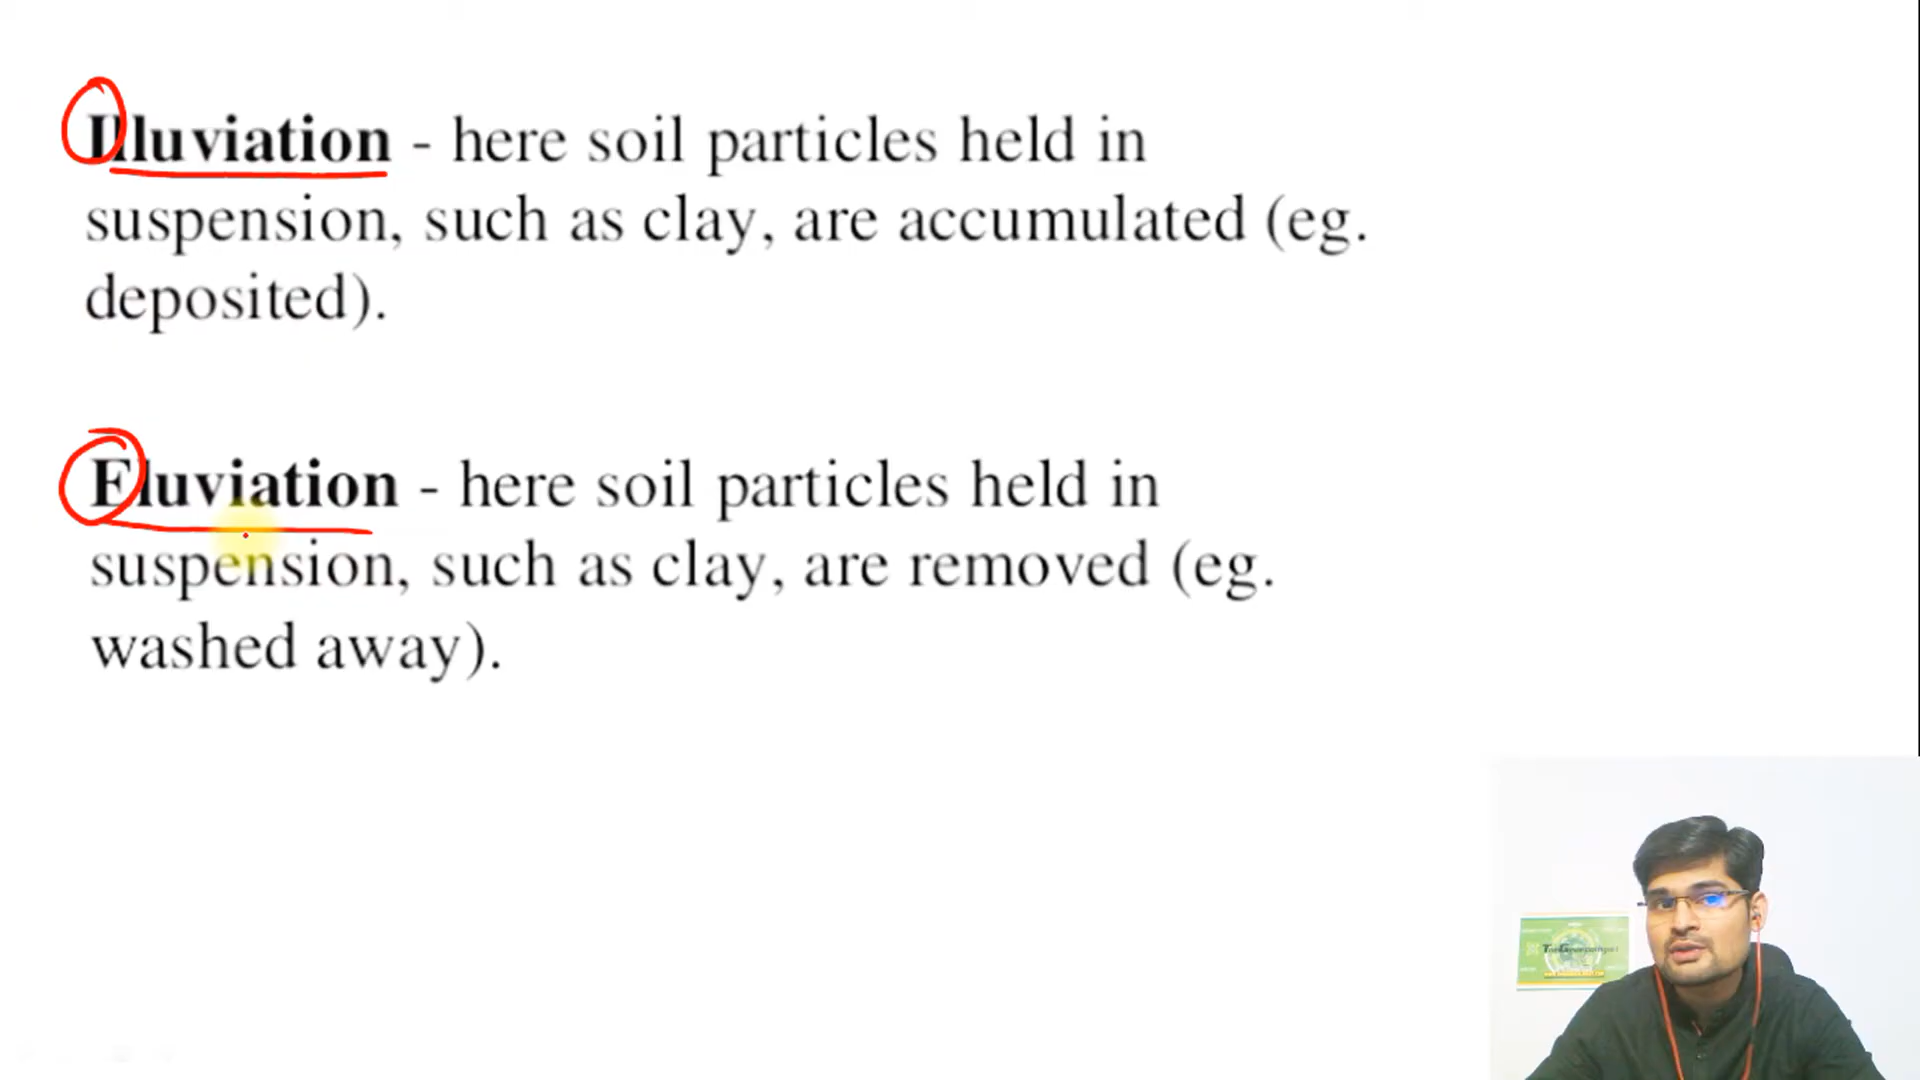 Illuviation - here soil particles held in
suspension, such as clay, are accumulated (eg.
deposited).
Eluviation - here soil particles held in
suspension, such as clay, are removed (eg.
washed away).